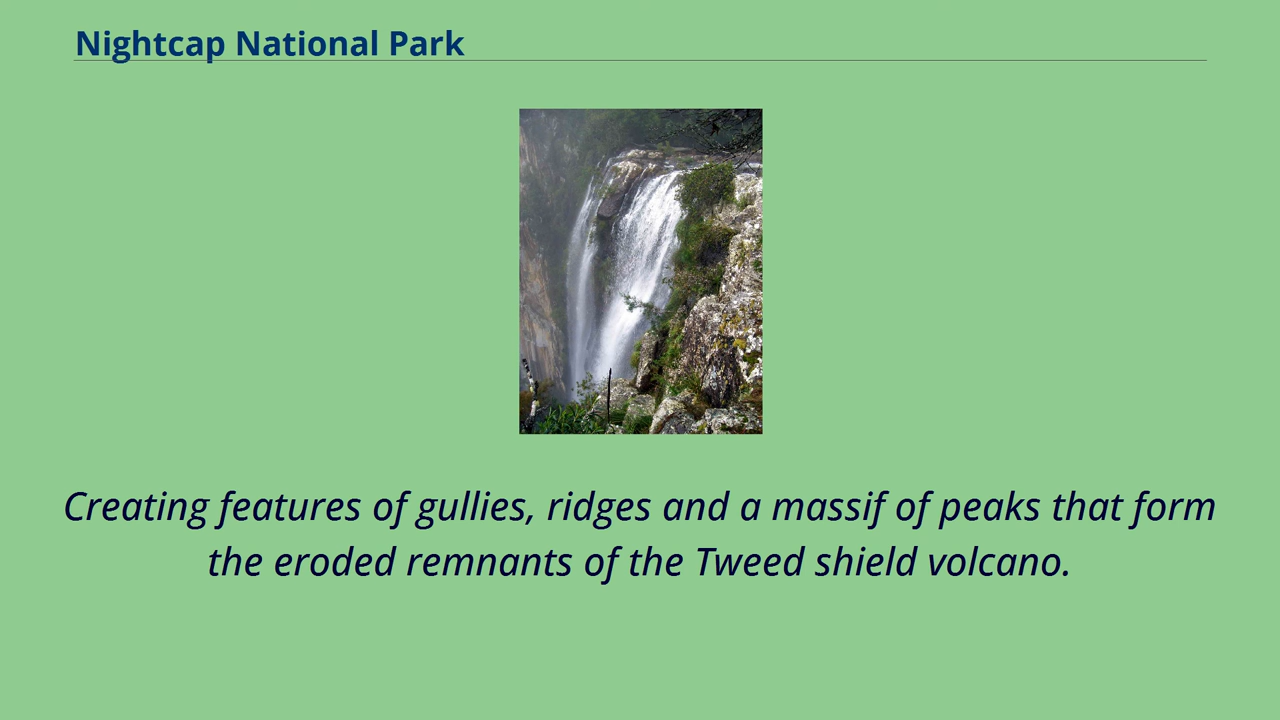 Nightcap National Park
Creating features of gullies, ridges and a massif of peaks that form
the eroded remnants of the Tweed shield volcano.